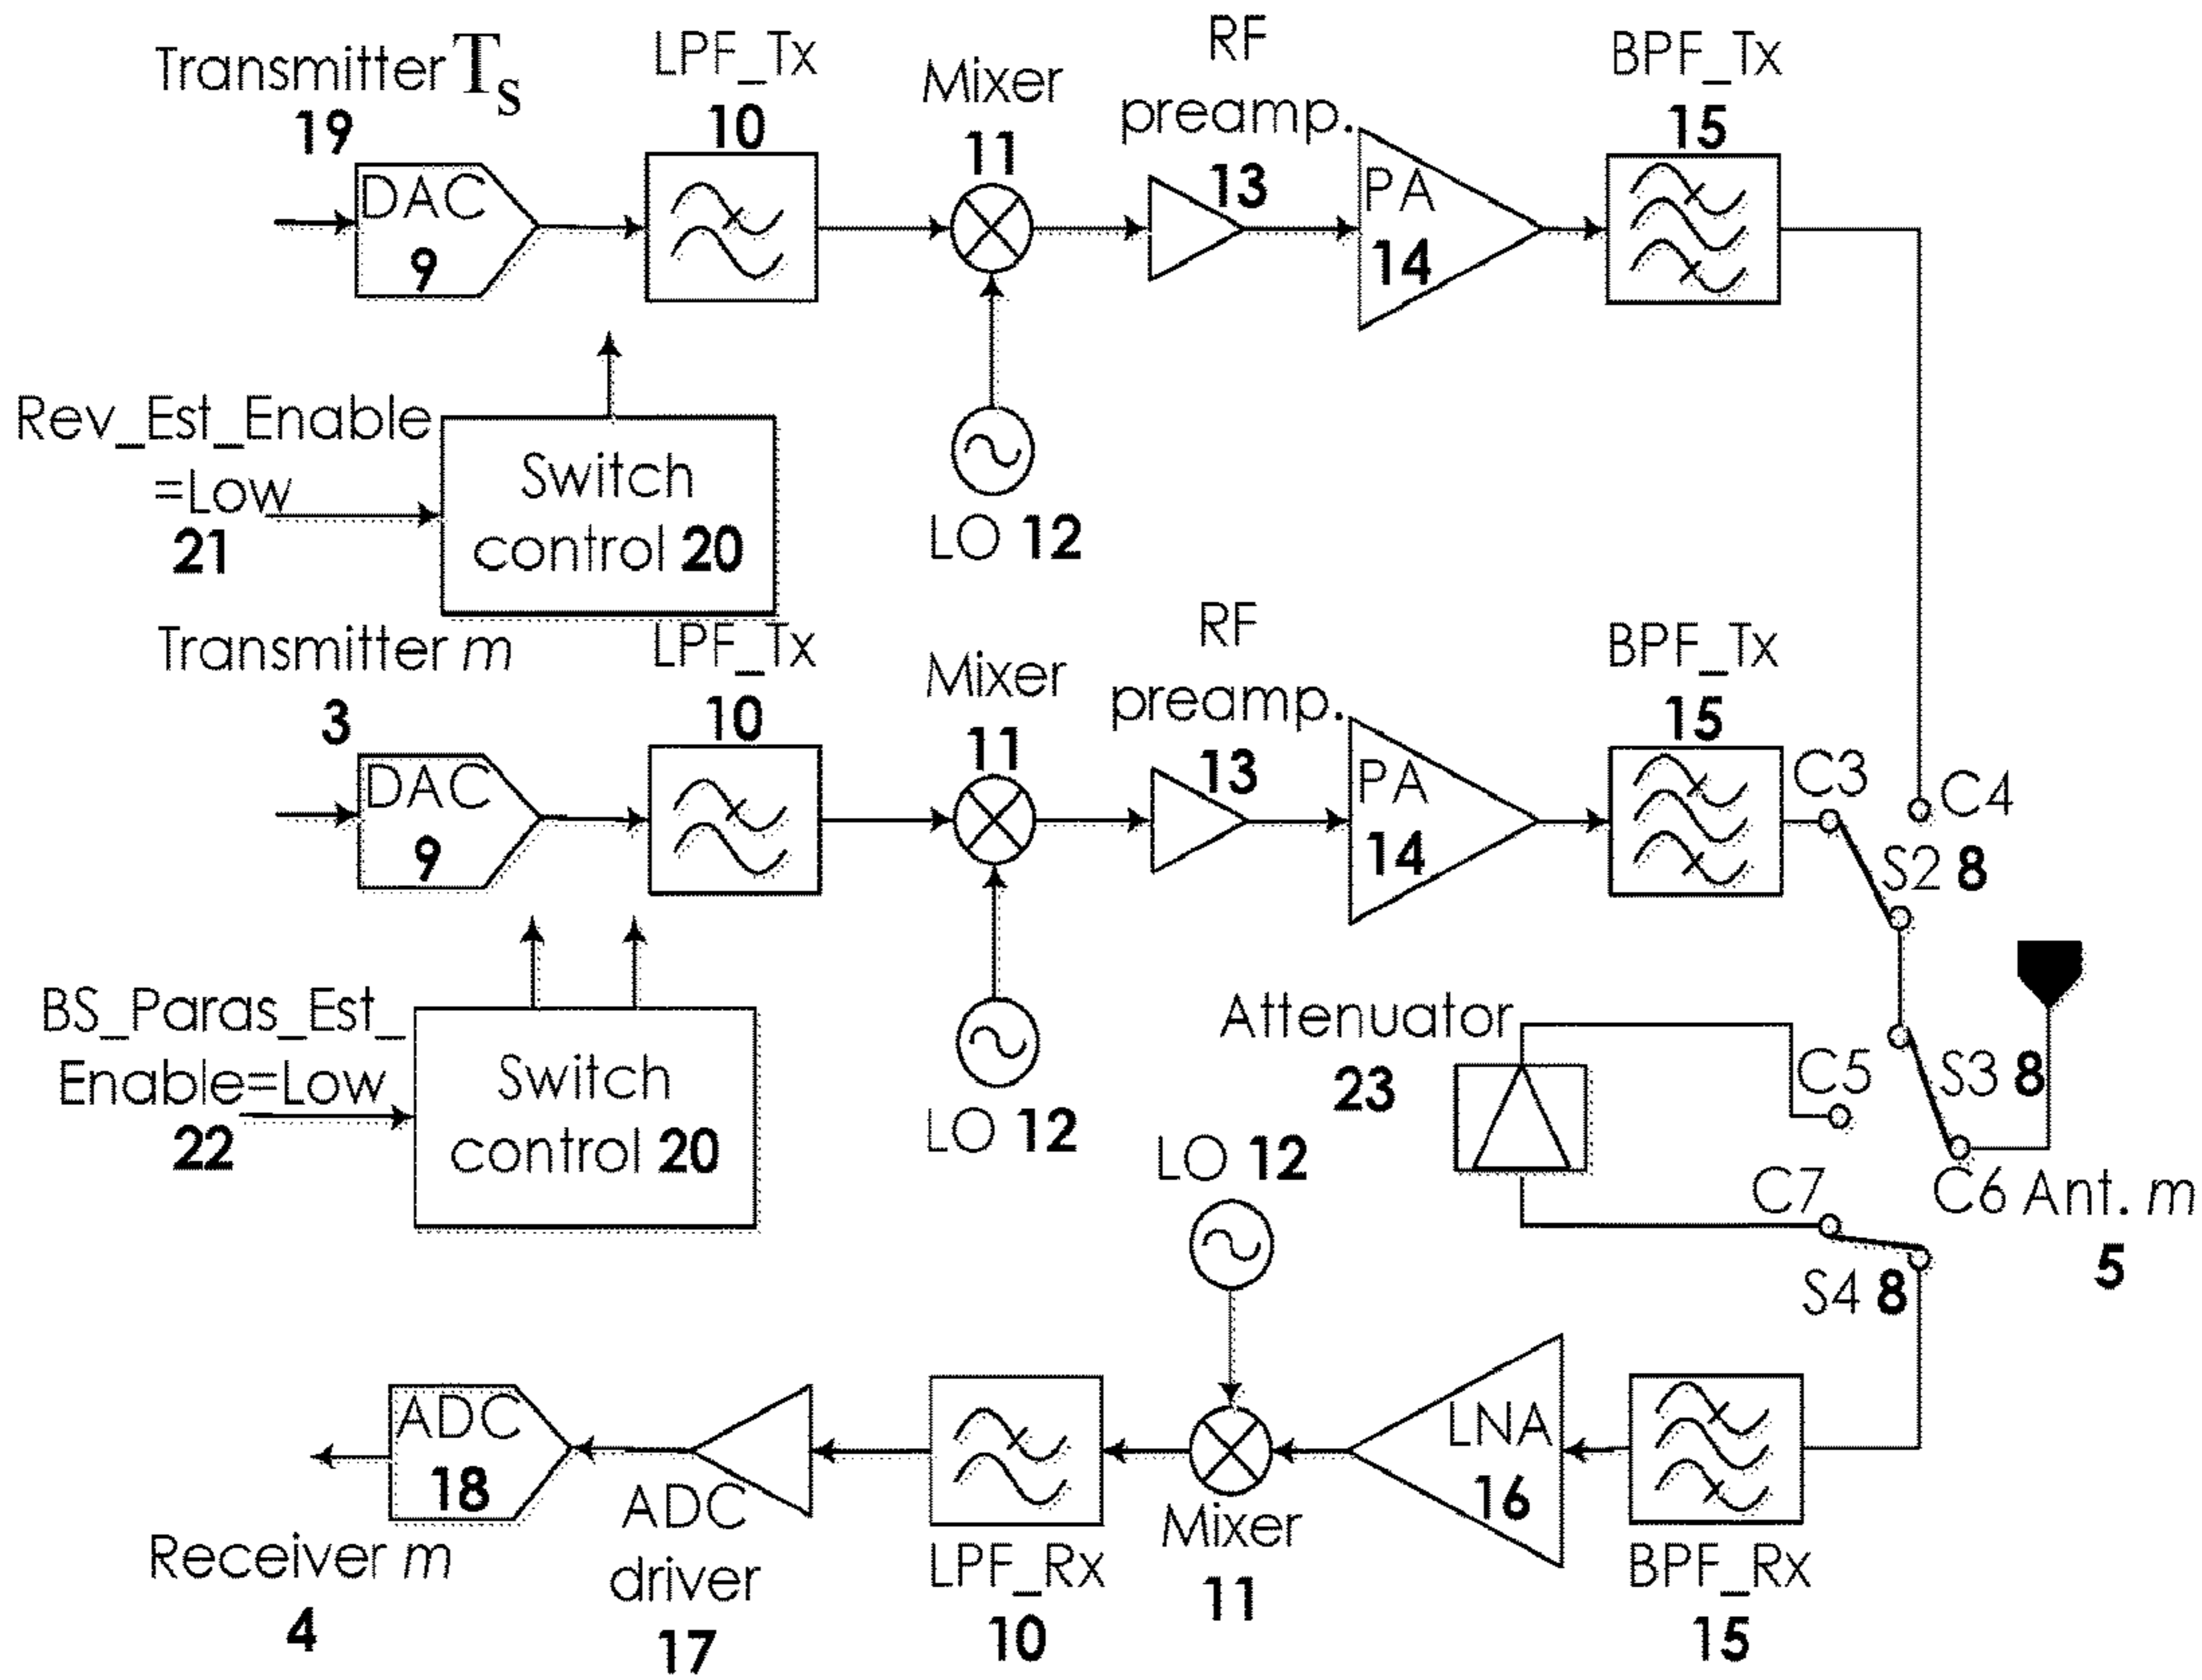 Transmitter Ts
19
LPF_Tx
10
Mixer
11
RF
preamp.
13
BPF_Tx
15
DAC
9
PA
14
Rev_Est_Enable
=Low
21
Switch
control 20
LO 12
Transmitter m
3
LPF_Tx
10
Mixer
11
RF
preamp.
13
BPF_Tx
15
DAC
9
PA
14
C3
C4
S2 8
BS_Paras_Est_
Enable=Low
22
Switch
control 20
LO 12
Attenuator
23
C5
S3 8
C6 Ant. m
5
C7
S4 8
LO 12
ADC
18
Receiver m
4
ADC
driver
17
LPF_Rx
10
Mixer
11
LNA
16
BPF_Rx
15